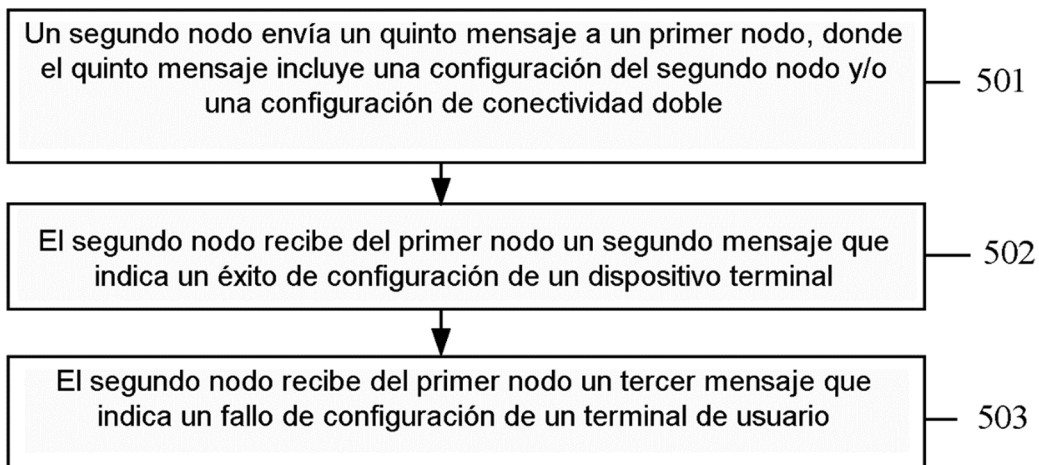 Un segundo nodo envía un quinto mensaje a un primer nodo, donde
el quinto mensaje incluye una configuración del segundo nodo y/o
una configuración de conectividad doble
501
El segundo nodo recibe del primer nodo un segundo mensaje que
indica un éxito de configuración de un dispositivo terminal
502
El segundo nodo recibe del primer nodo un tercer mensaje que
indica un fallo de configuración de un terminal de usuario
503